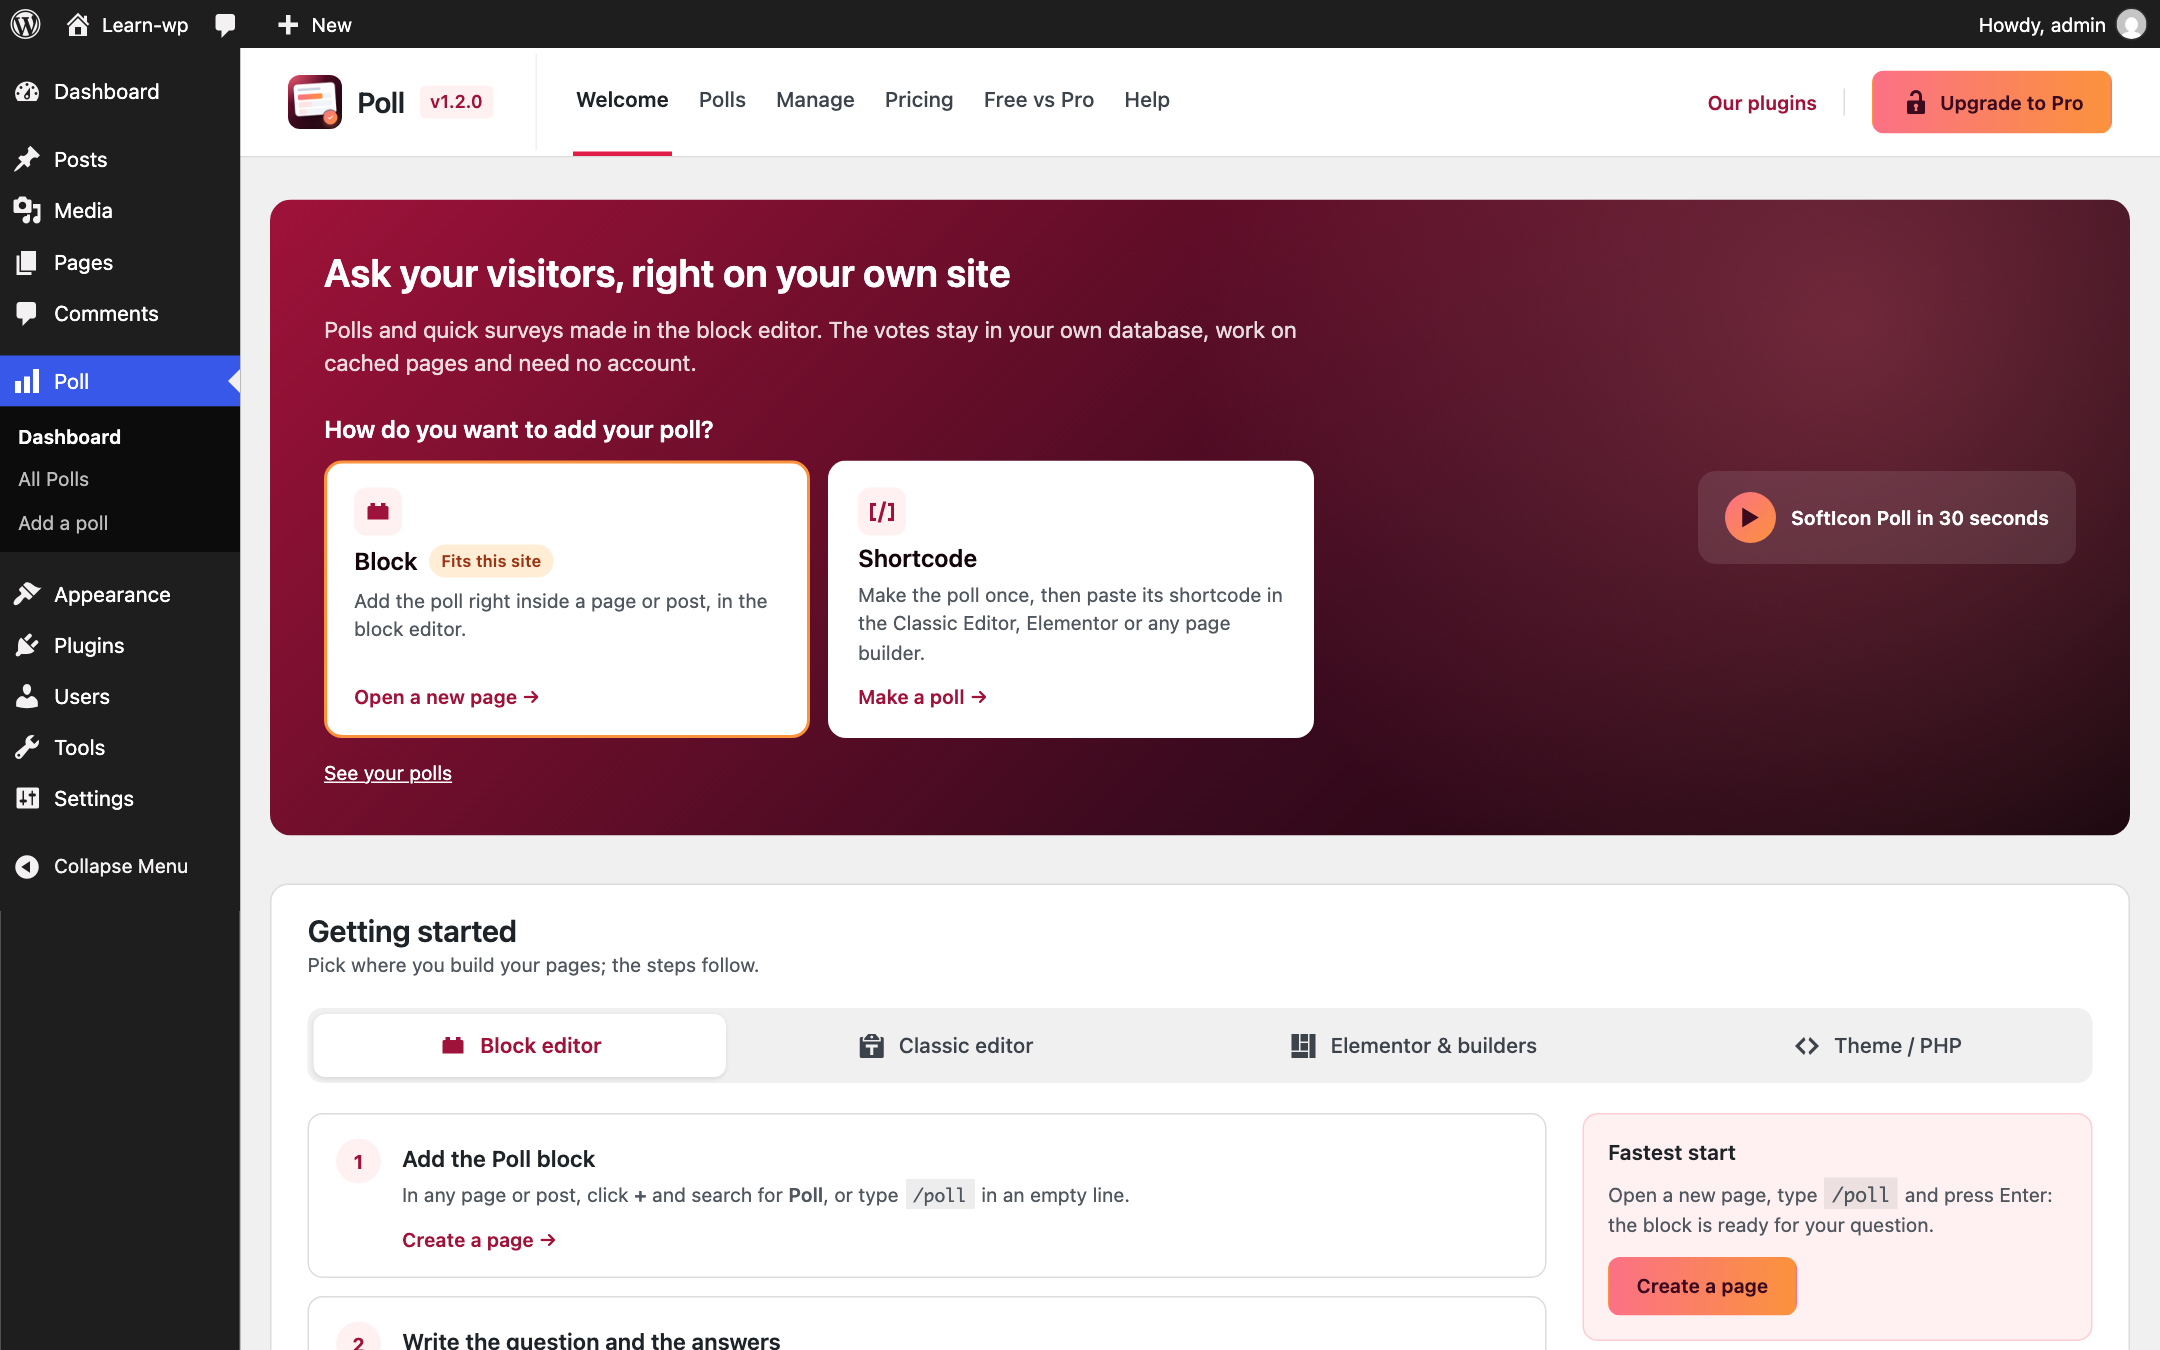 Learn-wp
New
Howdy, admin
Dashboard
Posts
Media
Pages
Comments
Poll
Dashboard
All Polls
Add a poll
Appearance
Plugins
Users
Tools
Settings
Collapse Menu
Poll v1.2.0
Welcome Polls Manage Pricing Free vs Pro Help
Our plugins
Upgrade to Pro
Ask your visitors, right on your own site
Polls and quick surveys made in the block editor. The votes stay in your own database, work on
cached pages and need no account.
How do you want to add your poll?
Block Fits this site
Add the poll right inside a page or post, in the
block editor.
Open a new page →
[/]
Shortcode
Make the poll once, then paste its shortcode in
the Classic Editor, Elementor or any page
builder.
Make a poll →
See your polls
SoftIcon Poll in 30 seconds
Getting started
Pick where you build your pages; the steps follow.
Block editor
Classic editor
Elementor & builders
Theme / PHP
1
Add the Poll block
In any page or post, click + and search for Poll, or type /poll in an empty line.
Create a page →
2
Write the question and the answers
Fastest start
Open a new page, type /poll and press Enter:
the block is ready for your question.
Create a page